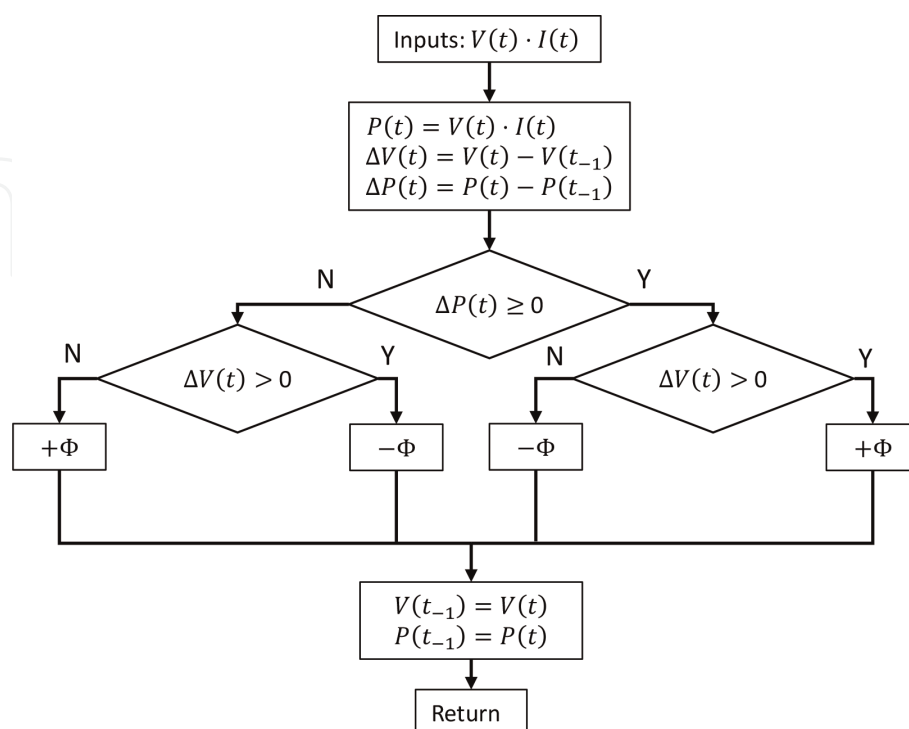 Inputs: V(t) · I(t)
P(t) = V(t) · I(t)
ΔV(t) = V(t) − V(t₋₁)
ΔP(t) = P(t) − P(t₋₁)
N
Y
ΔP(t) ≥ 0
N
Y
N
Y
ΔV(t) > 0
ΔV(t) > 0
+Φ
−Φ
−Φ
+Φ
V(t₋₁) = V(t)
P(t₋₁) = P(t)
Return